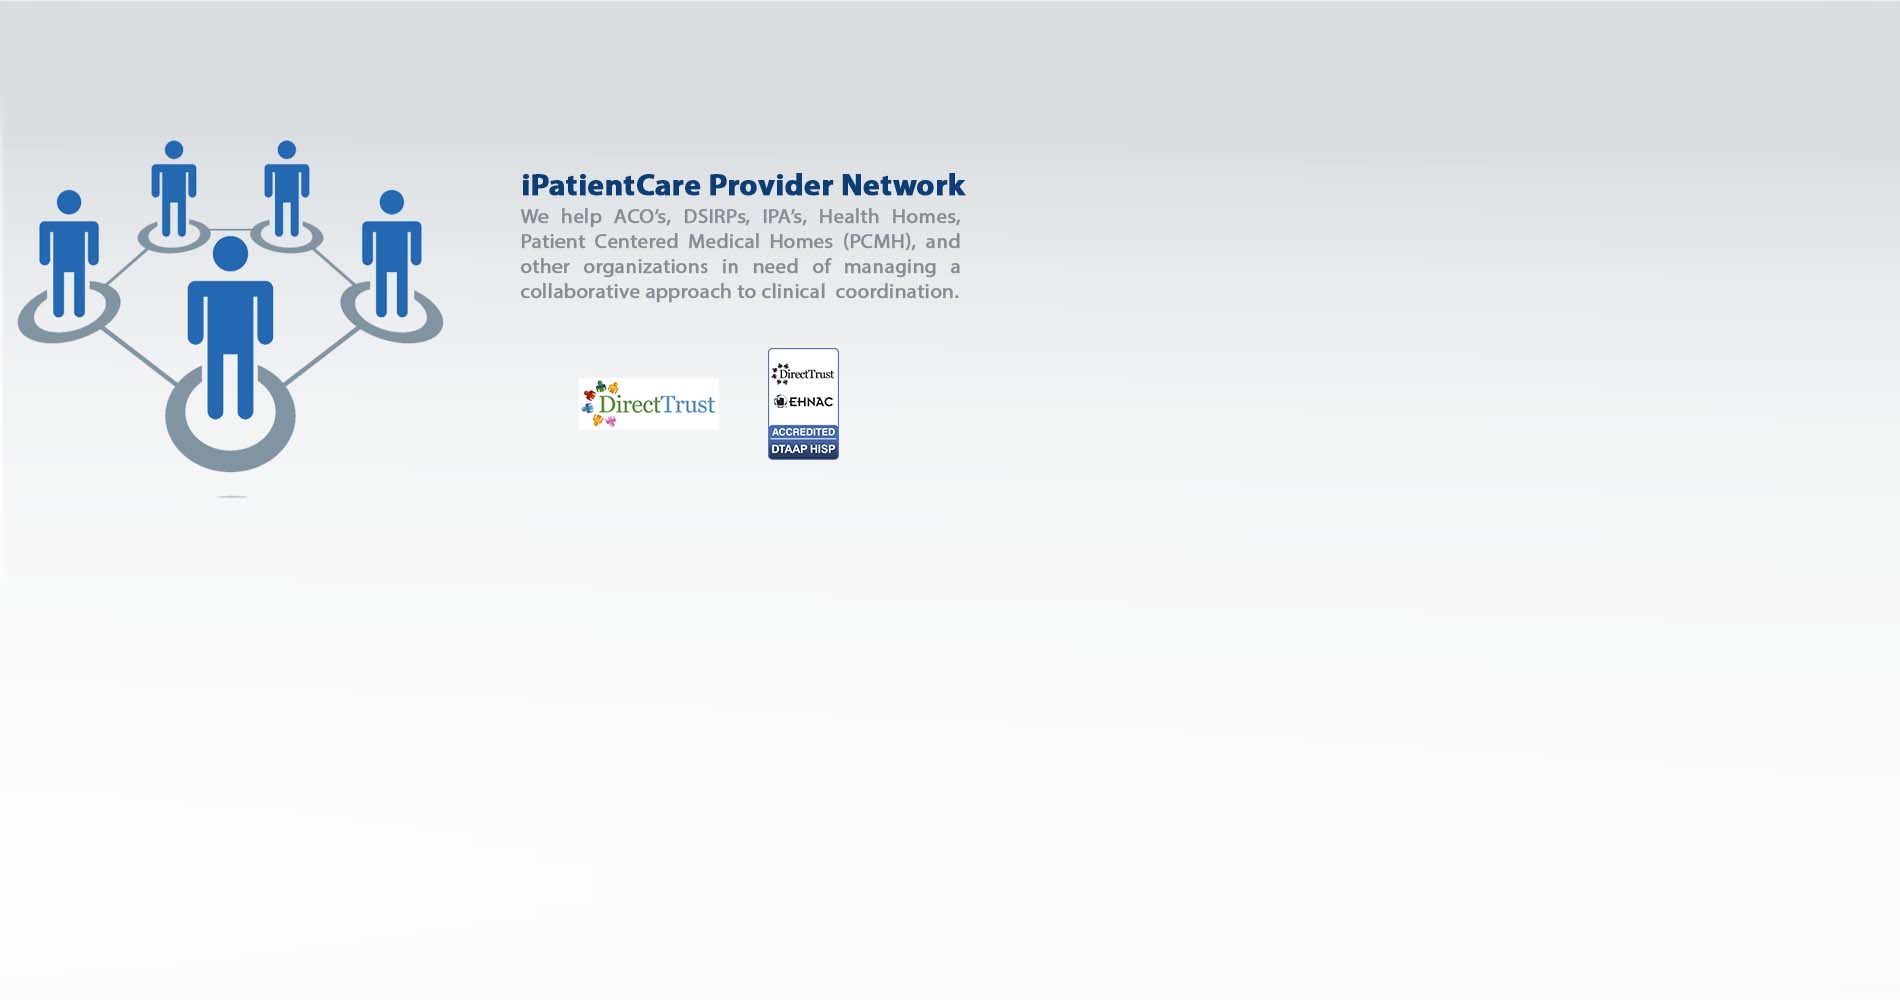 iPatientCare Provider Network
We help ACO's, DSIRPs, IPA's, Health Homes,
Patient Centered Medical Homes (PCMH), and
other organizations in need of managing a
collaborative approach to clinical coordination.
DirectTrust
DirectTrust
EHNAC
ACCREDITED
DTAAP HISP